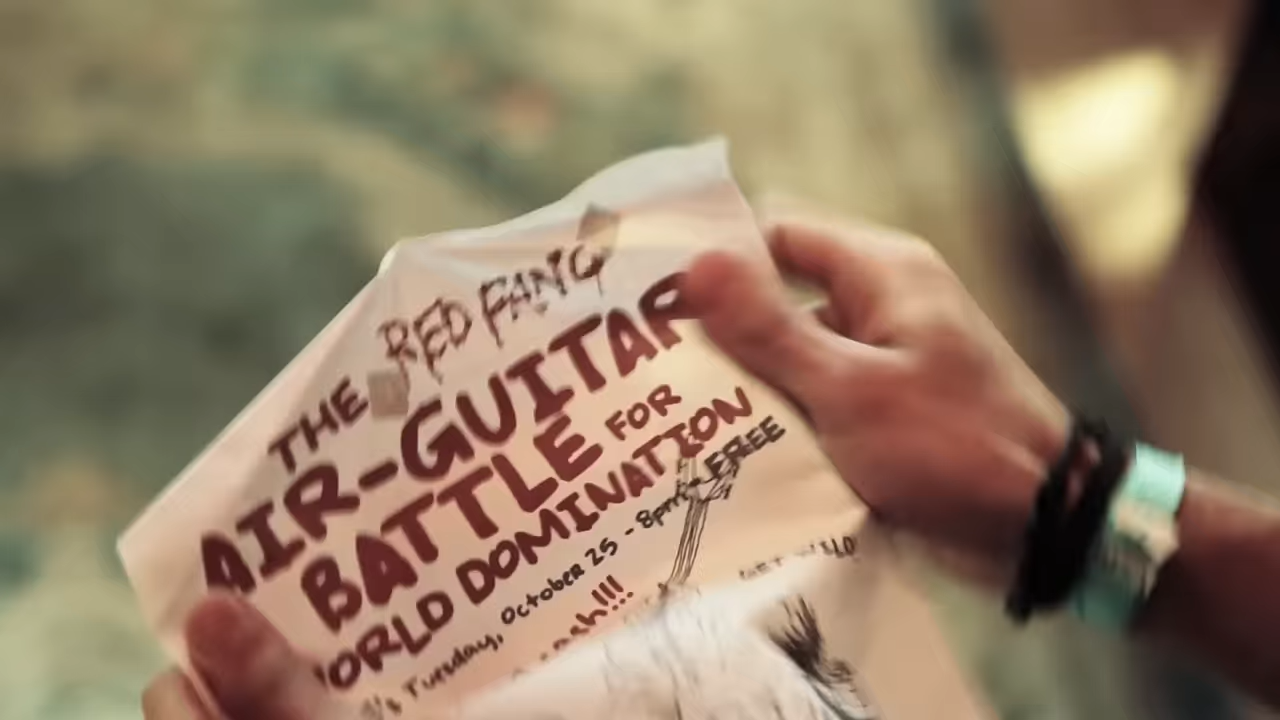 THE RED FANG
AIR-GUITAR
BATTLE FOR
WORLD DOMINATION
Tuesday, October 25 - 8pm - FREE